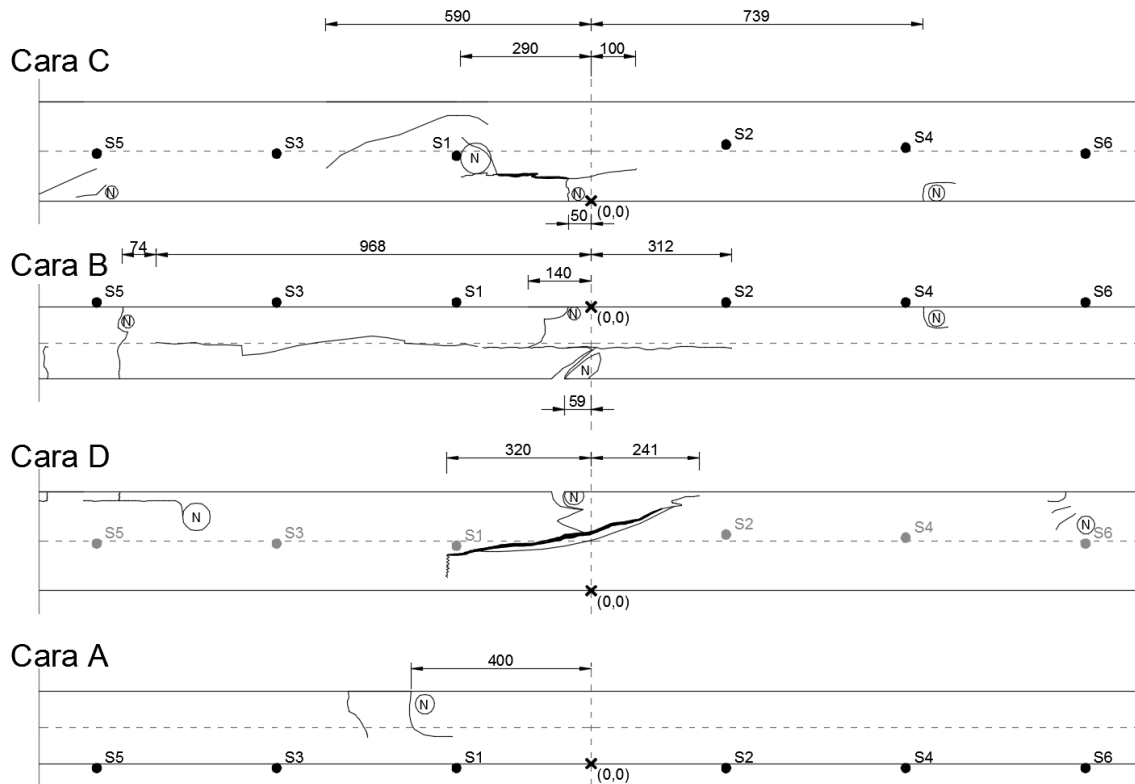 590 739
290 100
Cara C
S5 S3 S1 N S2 S4 S6
N N N
(0,0)
50
74 968 312
Cara B
140
S5 S3 S1 S2 S4 S6
N N (0,0) N
N
59
Cara D
320 241
N
N
S5 S3 S1 S2 S4 N S6
(0,0)
Cara A
400
N
S5 S3 S1 S2 S4 S6
(0,0)